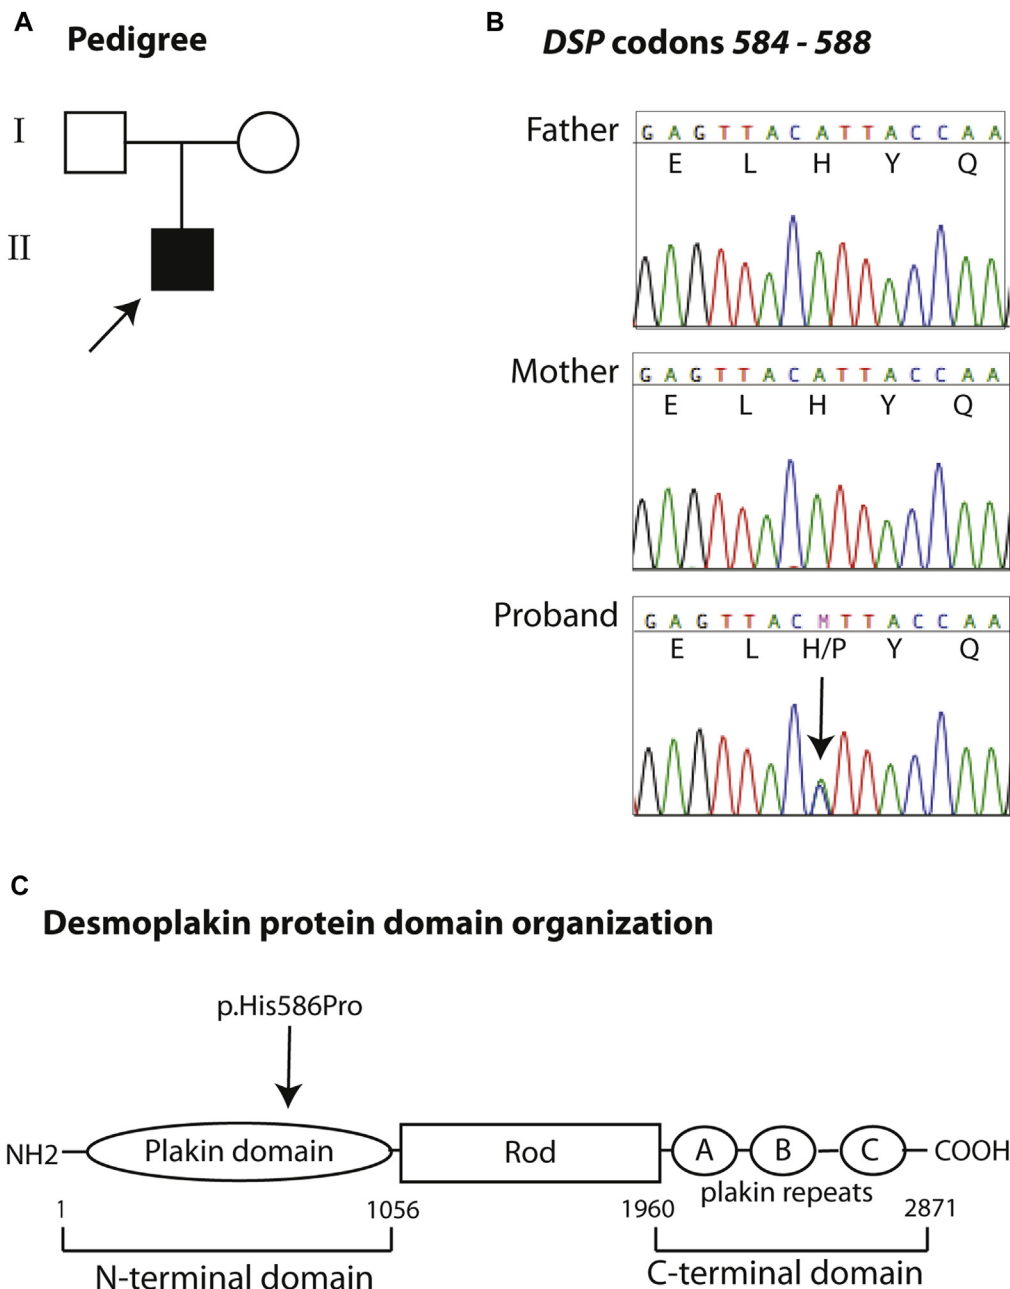 A
Pedigree
I
II
B
DSP codons 584 - 588
Father
G A G T T A C A T T A C C A A
E L H Y Q
Mother
G A G T T A C A T T A C C A A
E L H Y Q
Proband
G A G T T A C M T T A C C A A
E L H/P Y Q
C
Desmoplakin protein domain organization
p.His586Pro
NH2 Plakin domain Rod A B C COOH
plakin repeats
1 1056 1960 2871
N-terminal domain C-terminal domain